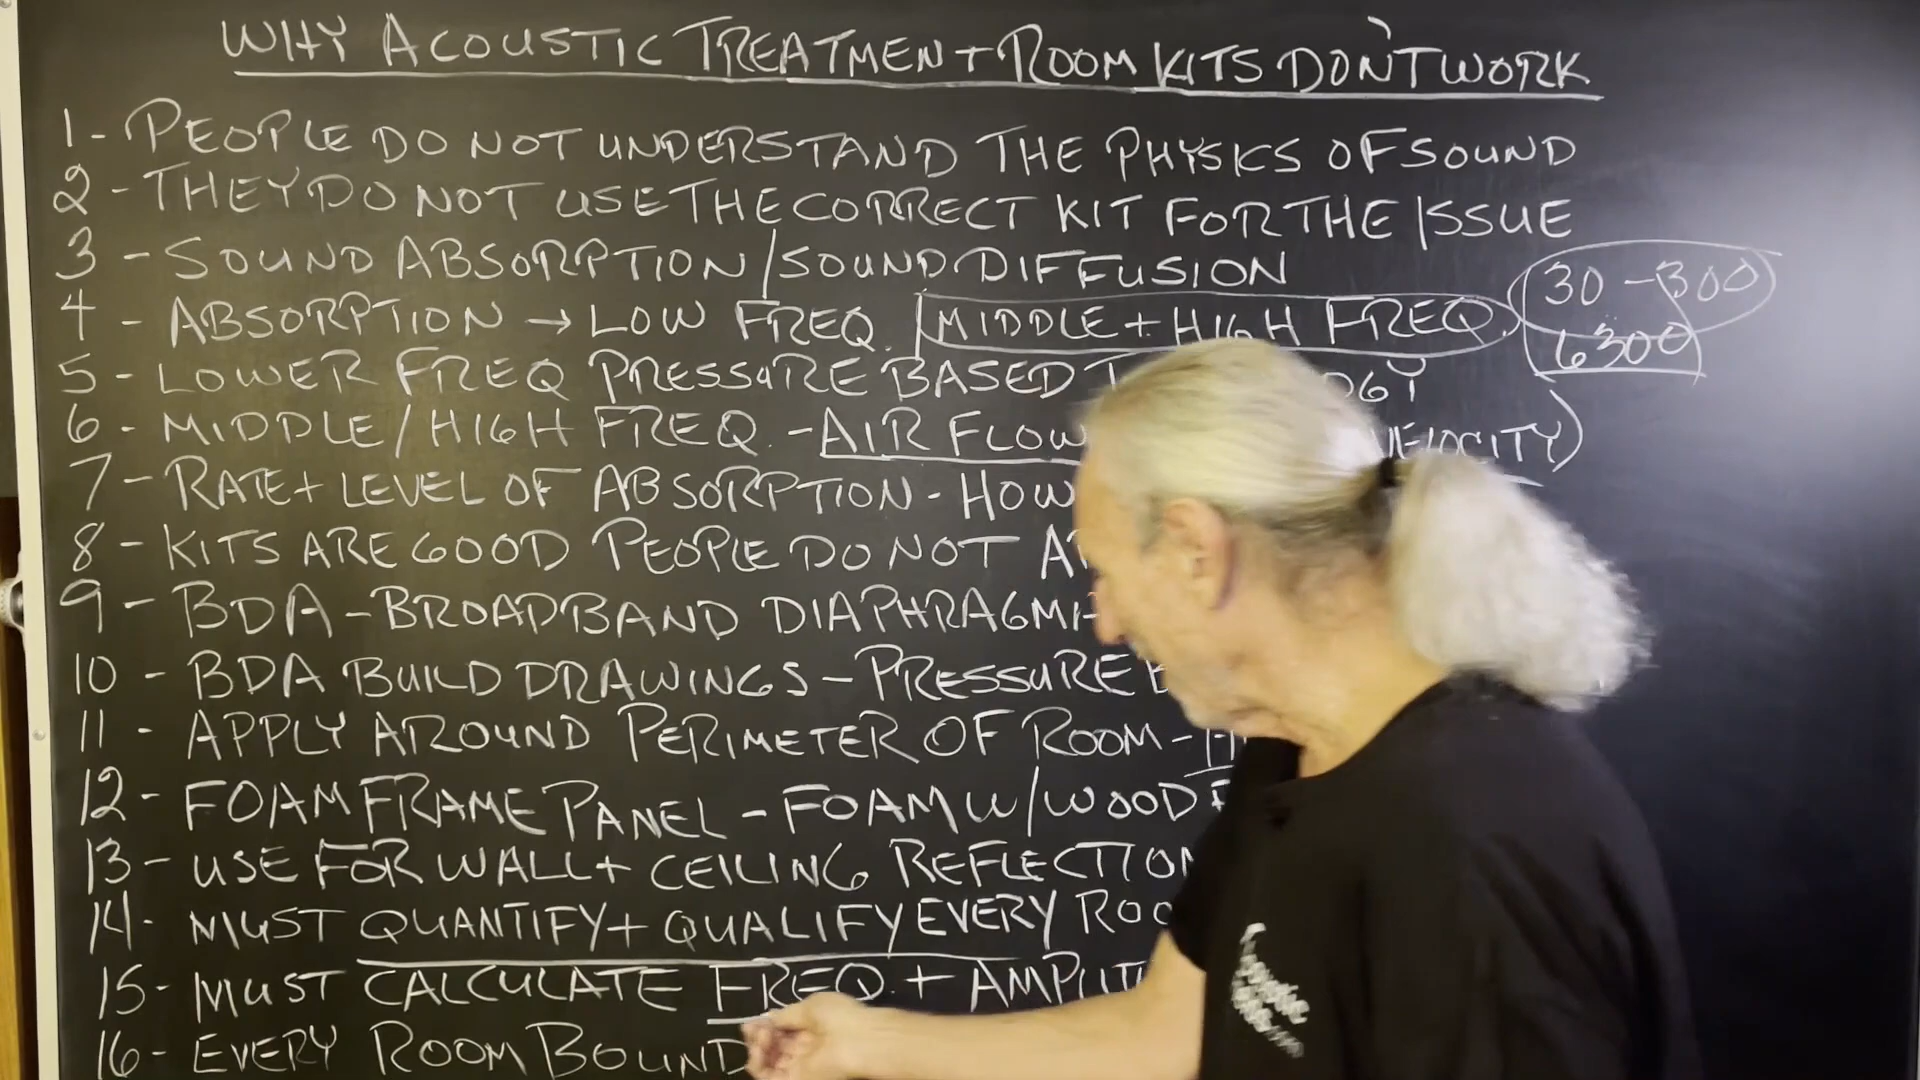 WHY ACOUSTIC TREATMENT ROOM KITS DON'T WORK
1 - PEOPLE DO NOT UNDERSTAND THE PHYSICS OF SOUND
2 - THEY DO NOT USE THE CORRECT KIT FOR THE ISSUE
3 - SOUND ABSORPTION / SOUND DIFFUSION
30 - 300
4 - ABSORPTION → LOW FREQ. MIDDLE + HIGH FREQ.
6300
5 - LOWER FREQ PRESSURE BASED
6 - MIDDLE / HIGH FREQ. - AIR FLOW VELOCITY)
7 - RATE + LEVEL OF ABSORPTION - HOW
8 - KITS ARE GOOD PEOPLE DO NOT
9 - BDA - BROADBAND
10 - BDA BUILD DRAWINGS - PRESSURE
11 - APPLY AROUND PERIMETER OF ROOM -
12 - FOAM FRAME PANEL - FOAM W/WOOD
13 - USE FOR WALL + CEILING REFLECTION
14 - MUST QUANTIFY + QUALIFY EVERY
15 - MUST CALCULATE FREQ. +
16 - EVERY ROOM